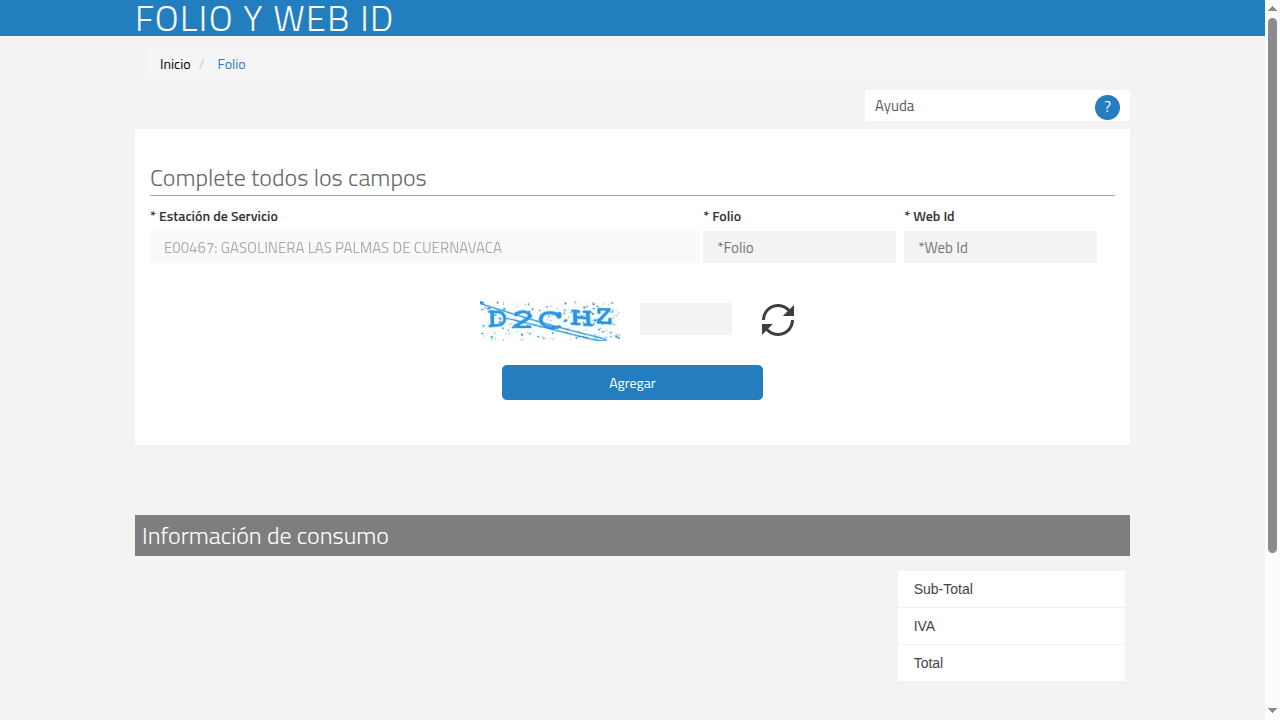 FOLIO Y WEB ID
Inicio / Folio
Ayuda ?
Complete todos los campos
* Estación de Servicio * Folio * Web Id
E00467: GASOLINERA LAS PALMAS DE CUERNAVACA *Folio *Web Id
D2CHZ
Agregar
Información de consumo
Sub-Total
IVA
Total